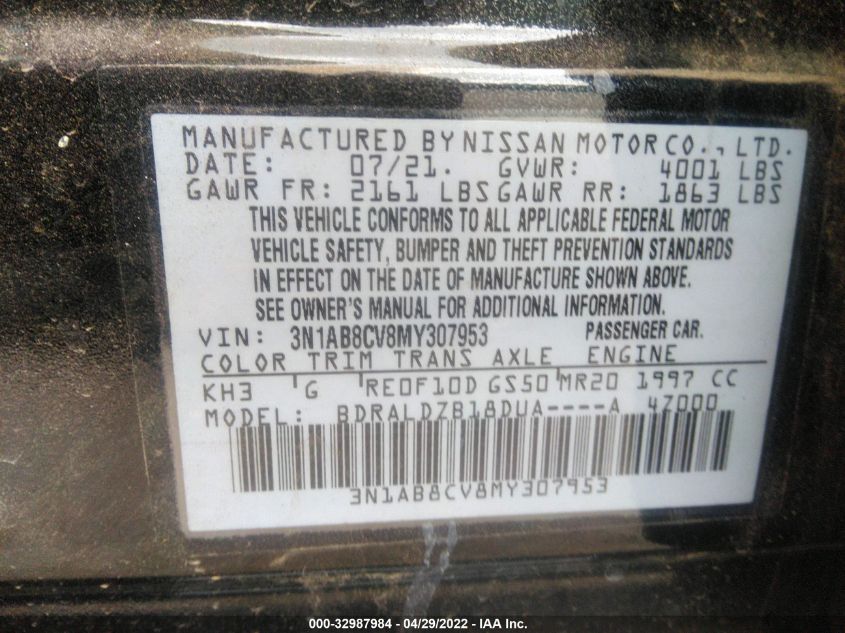 MANUFACTURED BY NISSAN MOTOR CO., LTD.
DATE: 07/21. GVWR: 4001 LBS
GAWR FR: 2161 LBS GAWR RR: 1863 LBS
THIS VEHICLE CONFORMS TO ALL APPLICABLE FEDERAL MOTOR
VEHICLE SAFETY, BUMPER AND THEFT PREVENTION STANDARDS
IN EFFECT ON THE DATE OF MANUFACTURE SHOWN ABOVE.
SEE OWNER'S MANUAL FOR ADDITIONAL INFORMATION.
VIN: 3N1AB8CV8MY307953 PASSENGER CAR.
COLOR TRIM TRANS AXLE ENGINE
KH3 G RE0F10D GS50 MR20 1997 CC
MODEL: BDRALDZB18DUA----A 4Z000
3N1AB8CV8MY307953
000-32987984 - 04/29/2022 - IAA Inc.